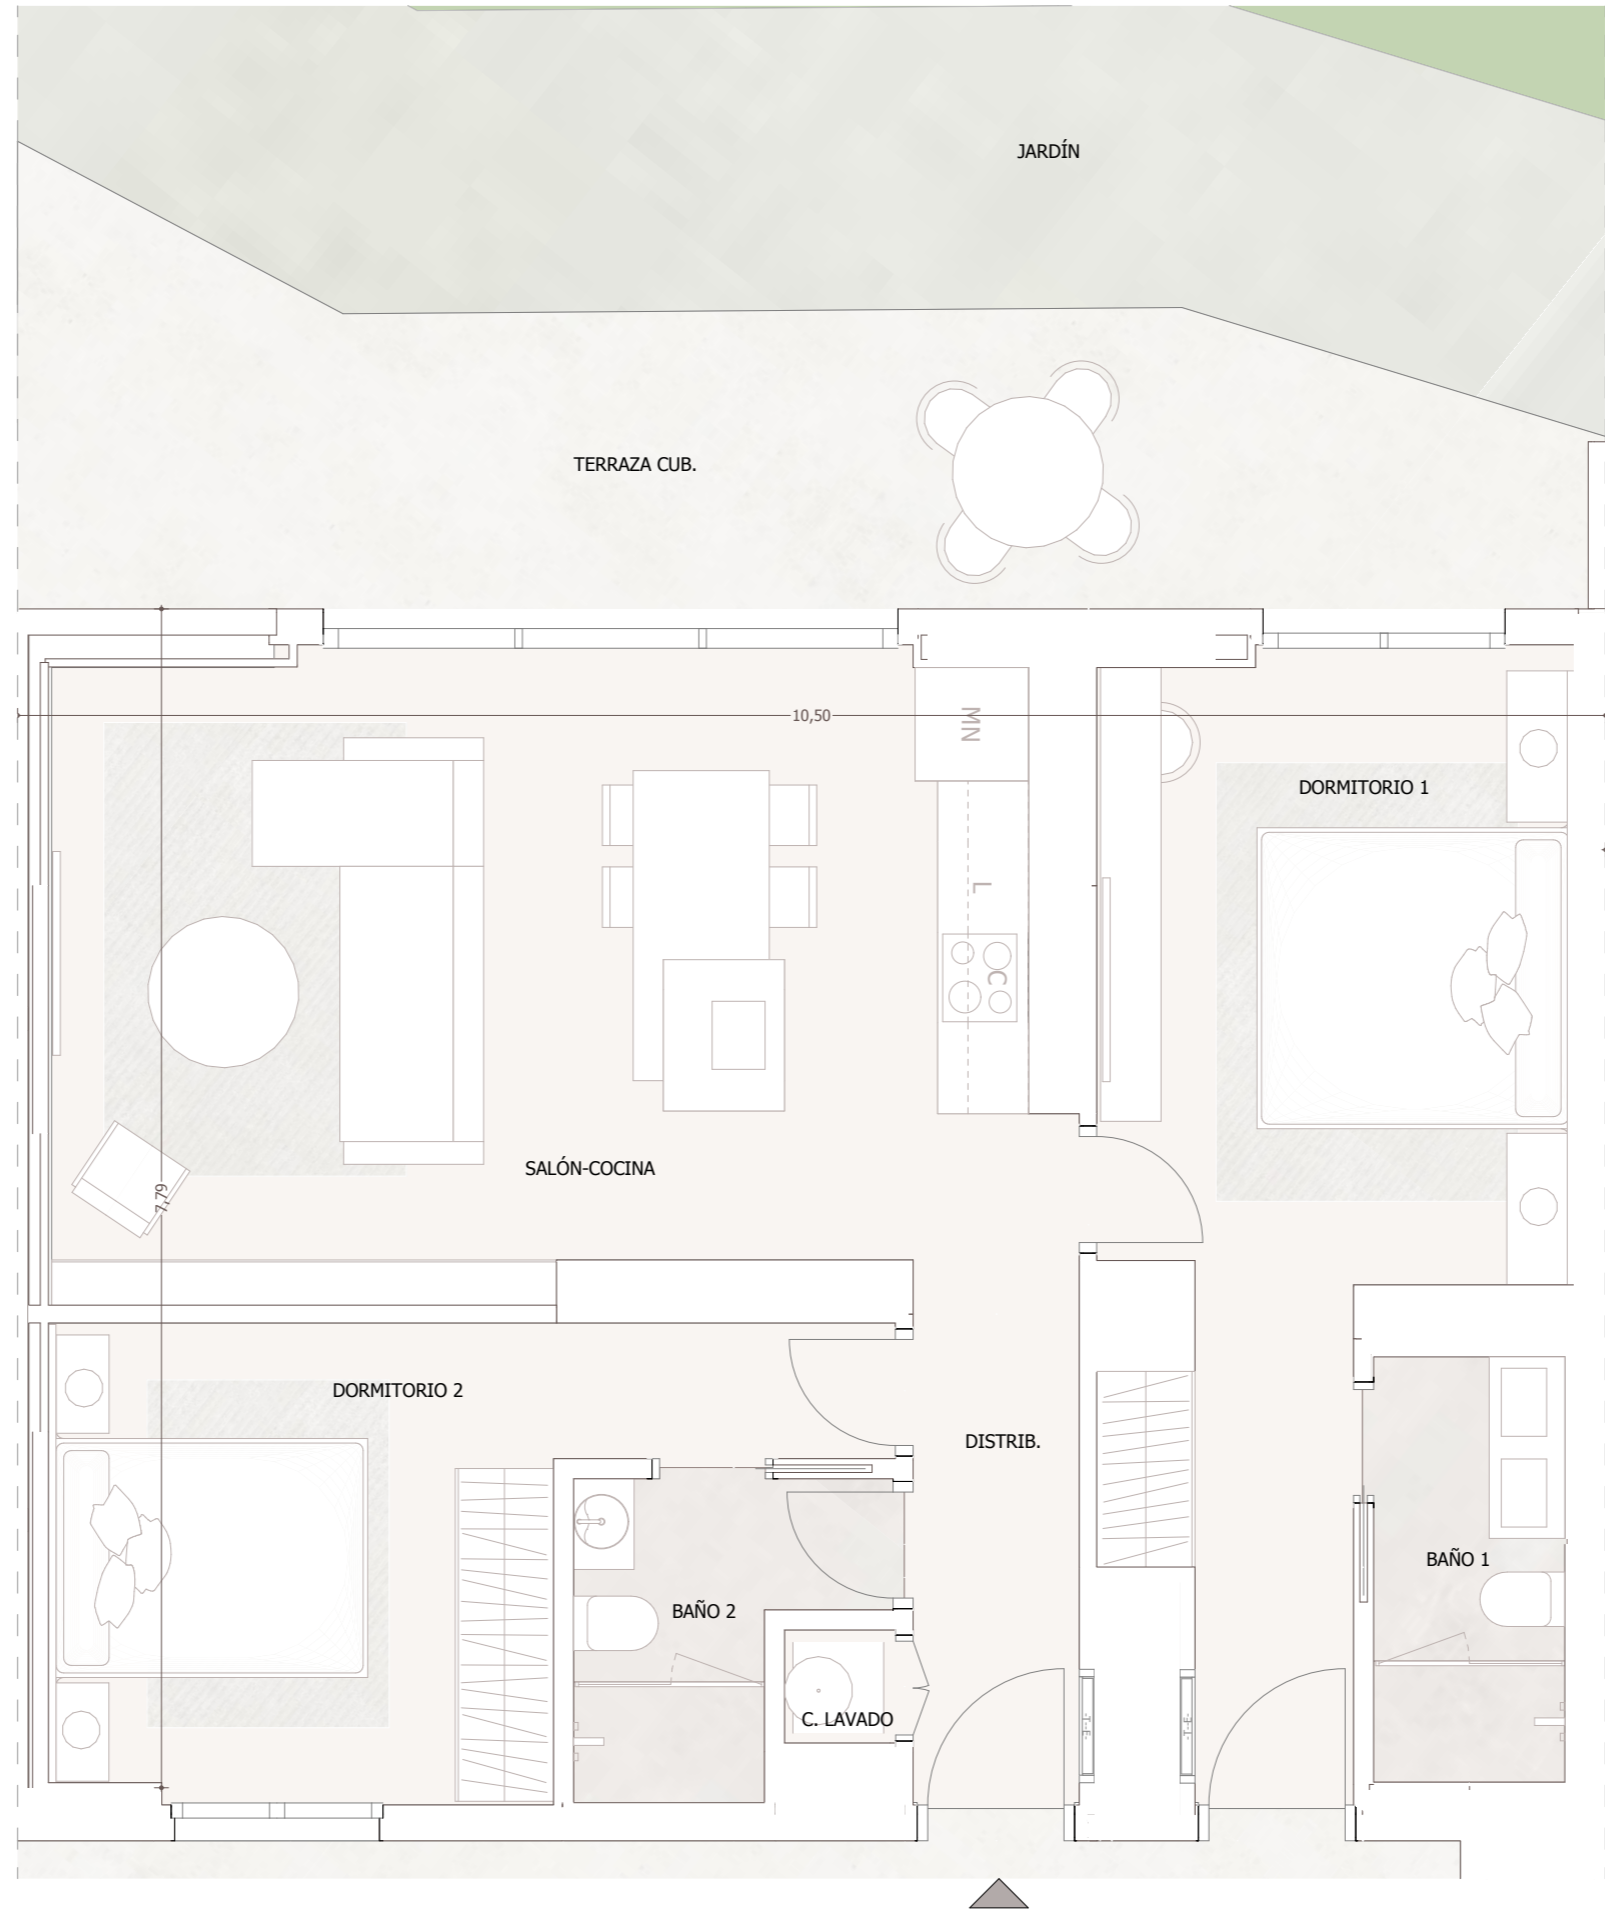 JARDÍN
TERRAZA CUB.
10,50
MN
DORMITORIO 1
L
C
SALÓN-COCINA
7,79
DORMITORIO 2
DISTRIB.
BAÑO 1
BAÑO 2
C. LAVADO